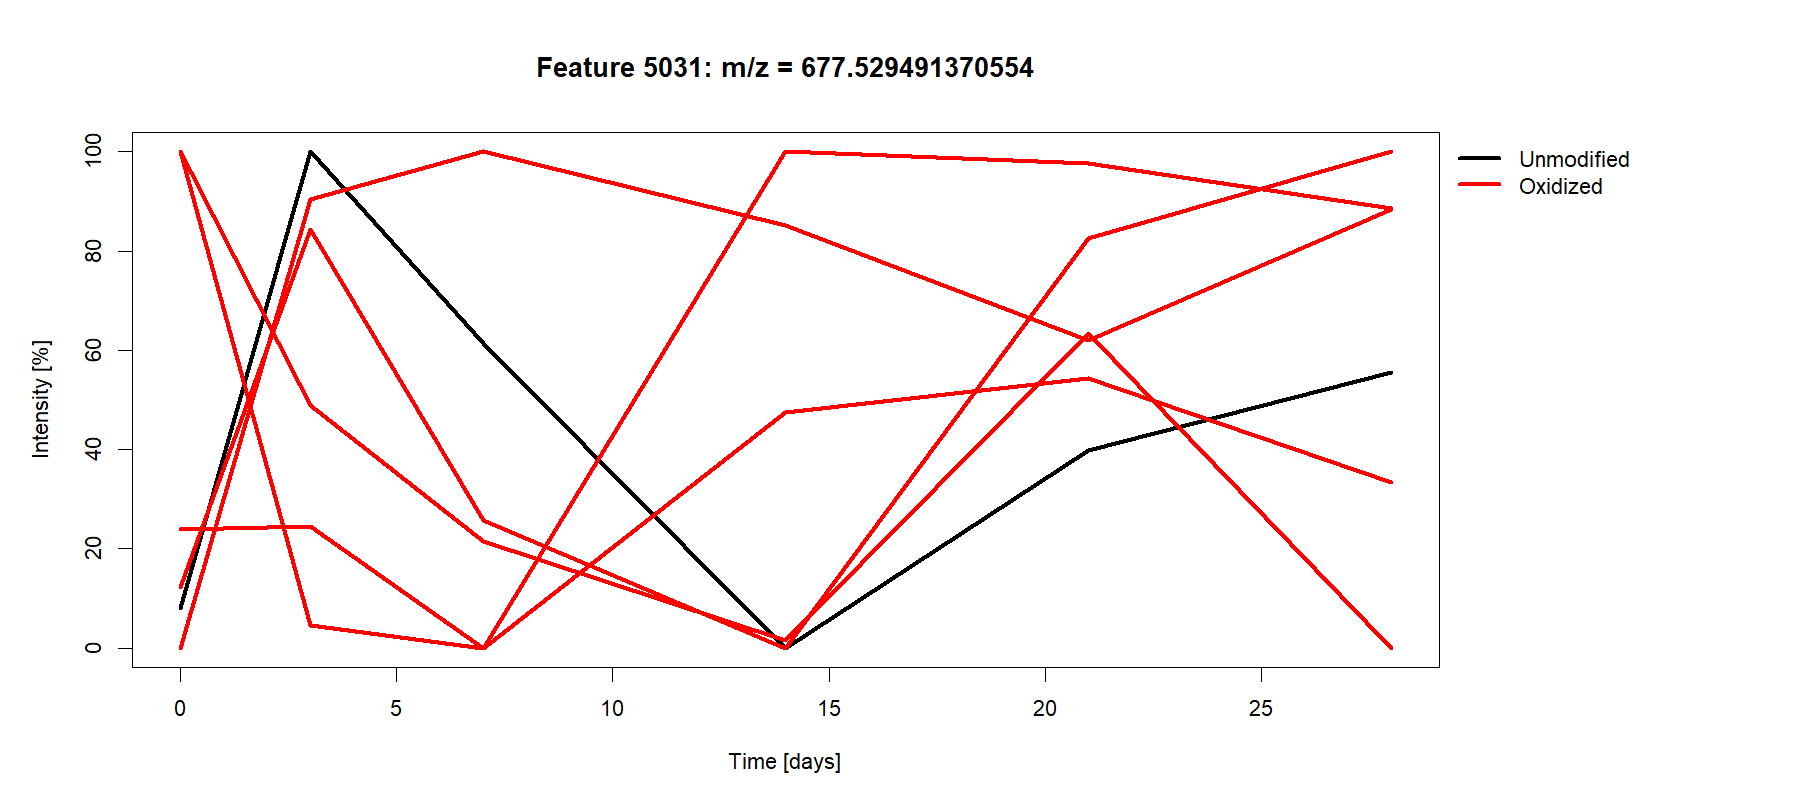 Feature 5031: m/z = 677.529491370554
Unmodified
Oxidized
100
80
60
40
20
0
Intensity [%]
0 5 10 15 20 25
Time [days]